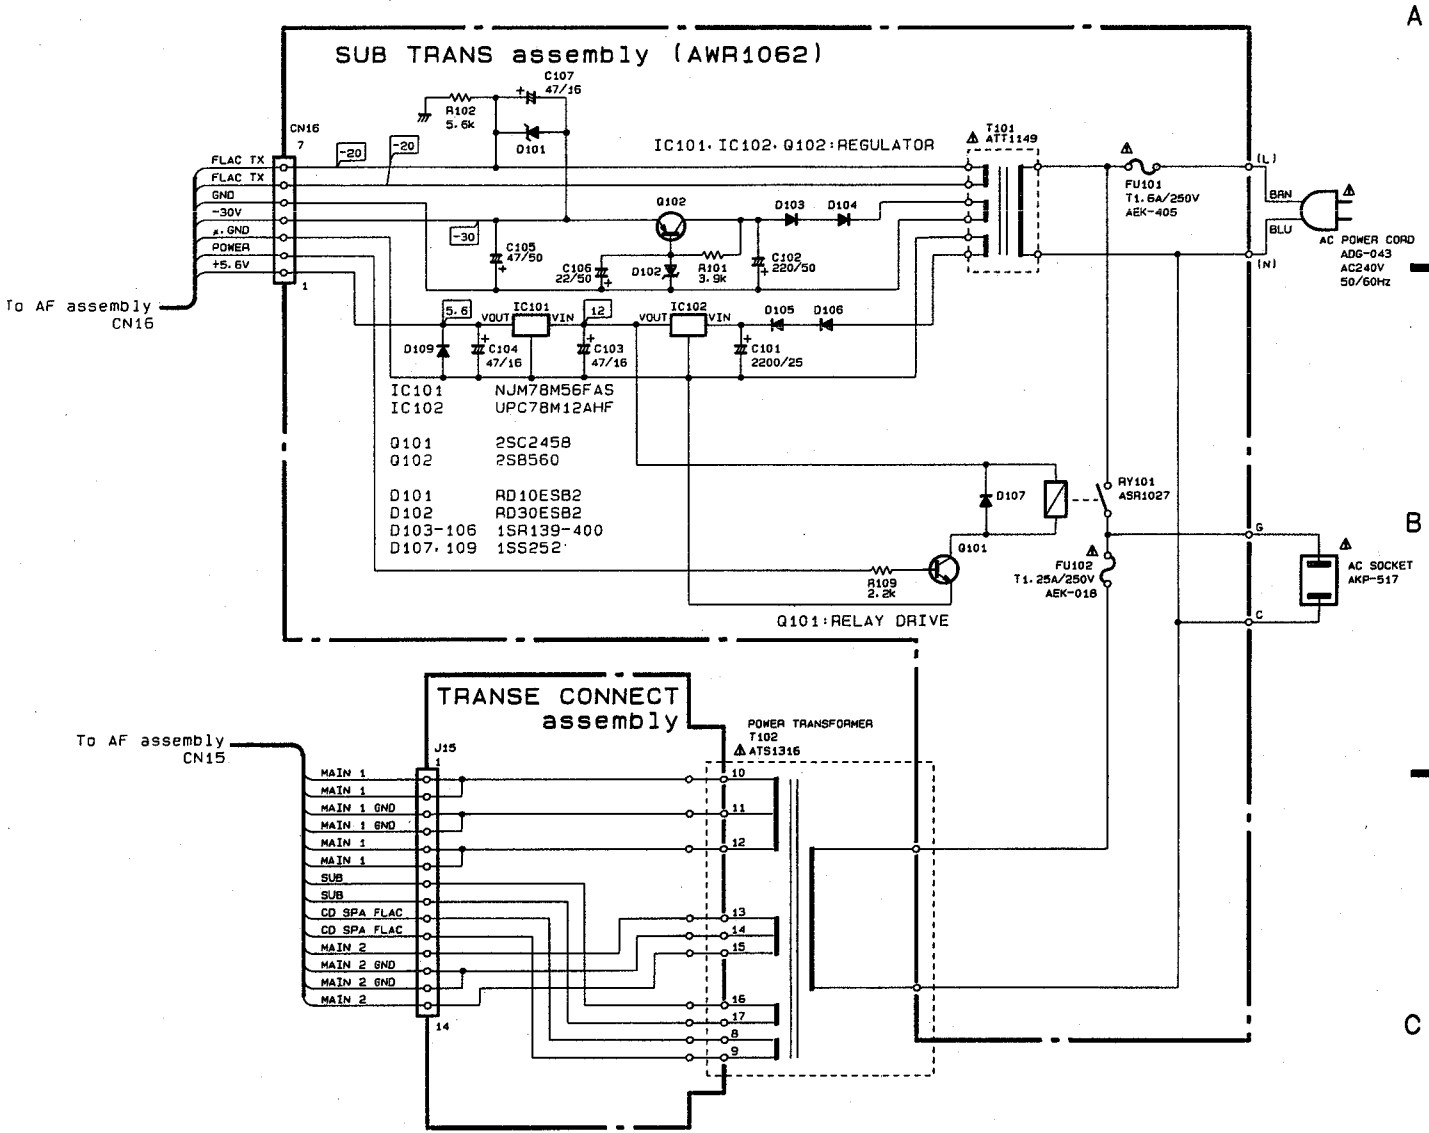 A
SUB TRANS assembly (AWR1062)
C107
47/16
R102
5.6k
D101
CN16
7
IC101. IC102. Q102:REGULATOR
T101
ATT1149
-20
-20
FLAC TX
FLAC TX
GND
-30V
μ. GND
POWER
+5.6V
1
To AF assembly
CN16
FU101
T1.6A/250V
AEK-405
(L)
BRN
BLU
(N)
AC POWER CORD
ADG-043
AC240V
50/60Hz
Q102
D103
D104
-30
C105
47/50
C106
22/50
D102
R101
3.9k
C102
220/50
5.6
VOUT
IC101
VIN
12
VOUT
IC102
VIN
D105
D106
D109
C104
47/16
C103
47/16
C101
2200/25
IC101 NJM78M56FAS
IC102 UPC78M12AHF
Q101 2SC2458
Q102 2SB560
D101 RD10ESB2
D102 RD30ESB2
D103-106 1SR139-400
D107, 109 1SS252
D107
RY101
ASR1027
B
G
Q101
R109
2.2k
FU102
T1.25A/250V
AEK-018
AC SOCKET
AKP-517
C
Q101:RELAY DRIVE
TRANSE CONNECT
assembly
POWER TRANSFORMER
T102
ATS1316
To AF assembly
CN15
J15
1
MAIN 1
MAIN 1
MAIN 1 GND
MAIN 1 GND
MAIN 1
MAIN 1
SUB
SUB
CD SPA FLAC
CD SPA FLAC
MAIN 2
MAIN 2 GND
MAIN 2 GND
MAIN 2
14
10
11
12
13
14
15
16
17
8
9
C